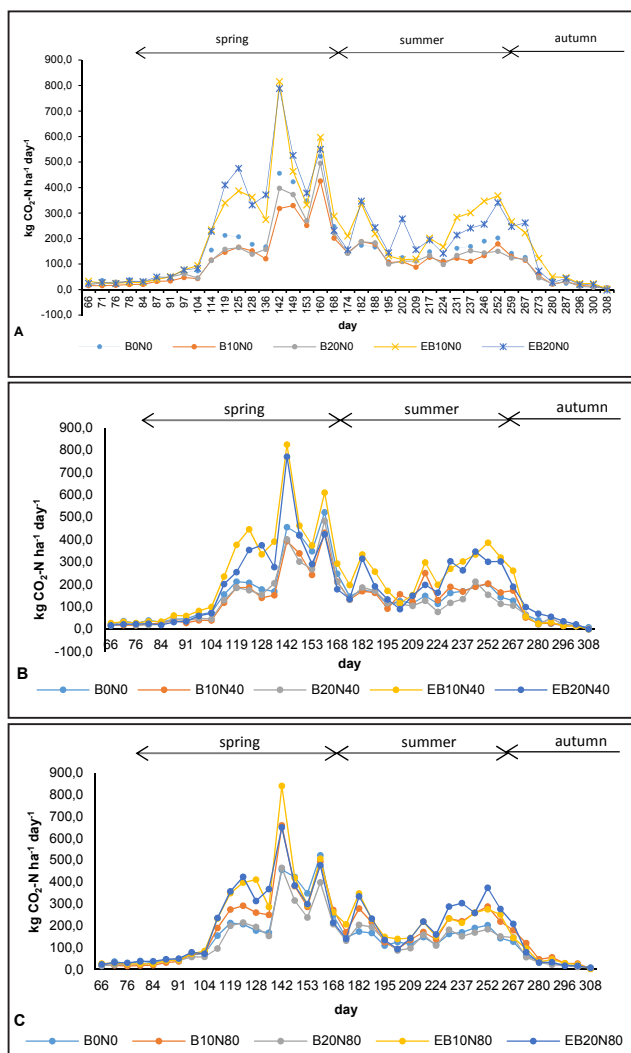 spring summer autumn
900,0
800,0
700,0
600,0
500,0
400,0
300,0
200,0
100,0
0,0
-100,0
kg CO2-N ha-1 day-1
66 71 76 78 84 87 91 97 104 114 119 125 128 136 142 149 153 160 168 174 182 188 195 202 209 217 224 231 237 246 252 259 267 273 280 287 296 300 308
day
A
B0N0 B10N0 B20N0 EB10N0 EB20N0
spring summer autumn
900,0
800,0
700,0
600,0
500,0
400,0
300,0
200,0
100,0
0,0
-100,0
kg CO2-N ha-1 day-1
66 76 84 91 104 119 128 142 153 168 182 195 209 224 237 252 267 280 296 308
day
B
B0N0 B10N40 B20N40 EB10N40 EB20N40
spring summer autumn
900,0
800,0
700,0
600,0
500,0
400,0
300,0
200,0
100,0
0,0
kg CO2-N ha-1 day-1
66 76 84 91 104 119 128 142 153 168 182 195 209 224 237 252 267 280 296 308
day
C
B0N0 B10N80 B20N80 EB10N80 EB20N80